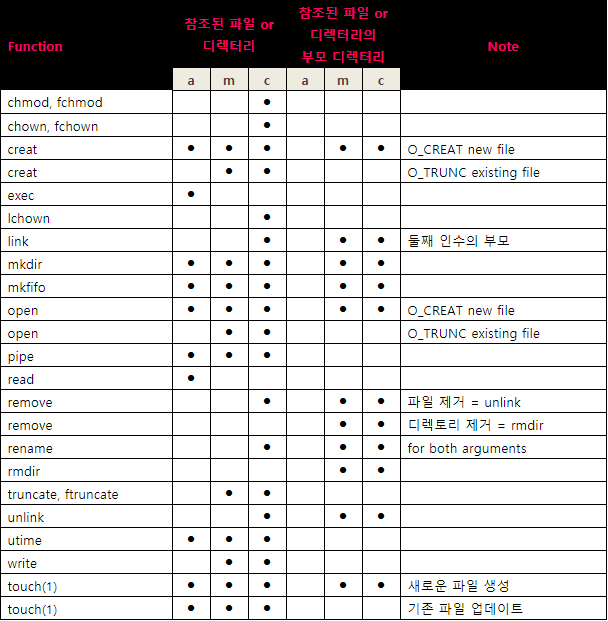 Function 참조된 파일 or 디렉터리 참조된 파일 or 디렉터리의 부모 디렉터리 Note
a m c a m c
chmod, fchmod ●
chown, fchown ●
creat ● ● ● ● ● O_CREAT new file
creat ● ● O_TRUNC existing file
exec ●
lchown ●
link ● ● ● 둘째 인수의 부모
mkdir ● ● ● ● ●
mkfifo ● ● ● ● ●
open ● ● ● ● ● O_CREAT new file
open ● ● O_TRUNC existing file
pipe ● ● ●
read ●
remove ● ● ● 파일 제거 = unlink
remove ● ● 디렉토리 제거 = rmdir
rename ● ● ● for both arguments
rmdir ● ●
truncate, ftruncate ● ●
unlink ● ● ●
utime ● ● ●
write ● ●
touch(1) ● ● ● ● ● 새로운 파일 생성
touch(1) ● ● ● 기존 파일 업데이트